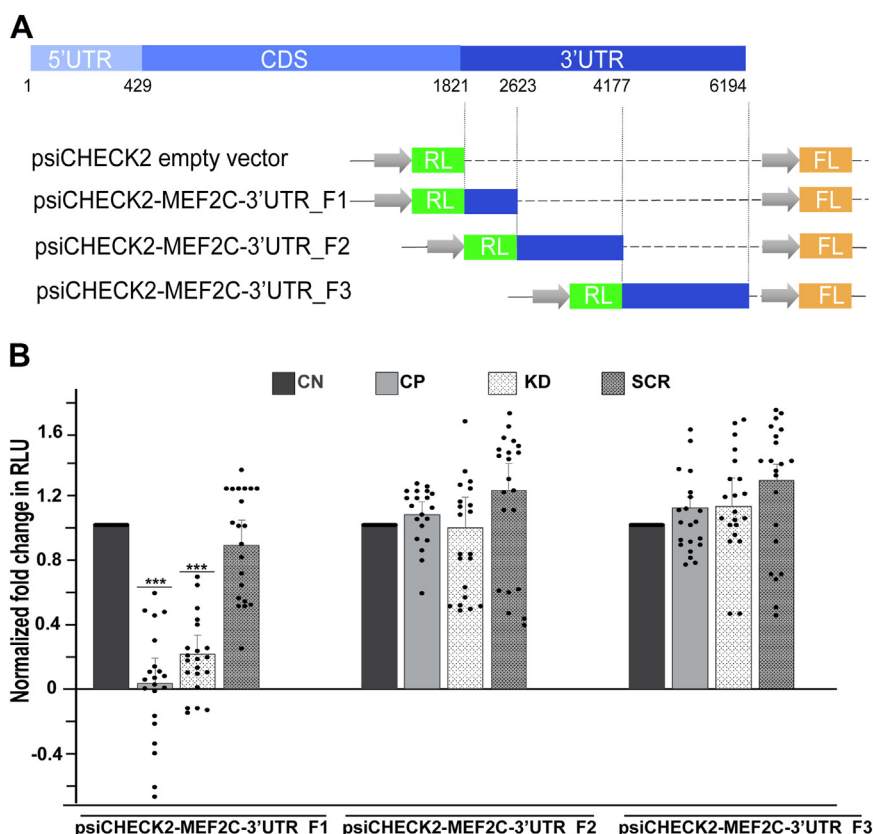 A
5'UTR CDS 3'UTR
1 429 1821 2623 4177 6194
psiCHECK2 empty vector RL FL
psiCHECK2-MEF2C-3'UTR_F1 RL FL
psiCHECK2-MEF2C-3'UTR_F2 RL FL
psiCHECK2-MEF2C-3'UTR_F3 RL FL
B
CN CP KD SCR
Normalized fold change in RLU
1.6
1.2
0.8
0.4
0
-0.4
*** ***
psiCHECK2-MEF2C-3'UTR_F1 psiCHECK2-MEF2C-3'UTR_F2 psiCHECK2-MEF2C-3'UTR_F3